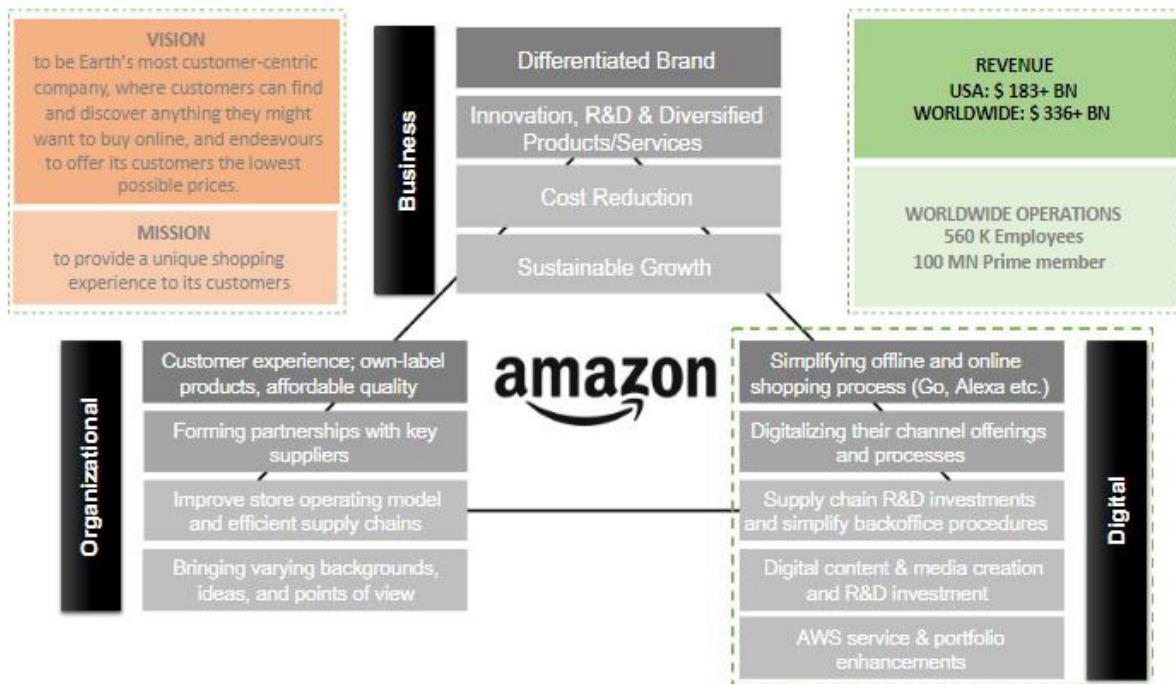 VISION
to be Earth's most customer-centric
company, where customers can find
and discover anything they might
want to buy online, and endeavours
to offer its customers the lowest
possible prices.
MISSION
to provide a unique shopping
experience to its customers
Business
Differentiated Brand
Innovation, R&D & Diversified
Products/Services
Cost Reduction
Sustainable Growth
REVENUE
USA: $ 183+ BN
WORLDWIDE: $ 336+ BN
WORLDWIDE OPERATIONS
560 K Employees
100 MN Prime member
Organizational
Customer experience; own-label
products, affordable quality
Forming partnerships with key
suppliers
Improve store operating model
and efficient supply chains
Bringing varying backgrounds,
ideas, and points of view
amazon
Simplifying offline and online
shopping process (Go, Alexa etc.)
Digitalizing their channel offerings
and processes
Supply chain R&D investments
and simplify backoffice procedures
Digital content & media creation
and R&D investment
AWS service & portfolio
enhancements
Digital